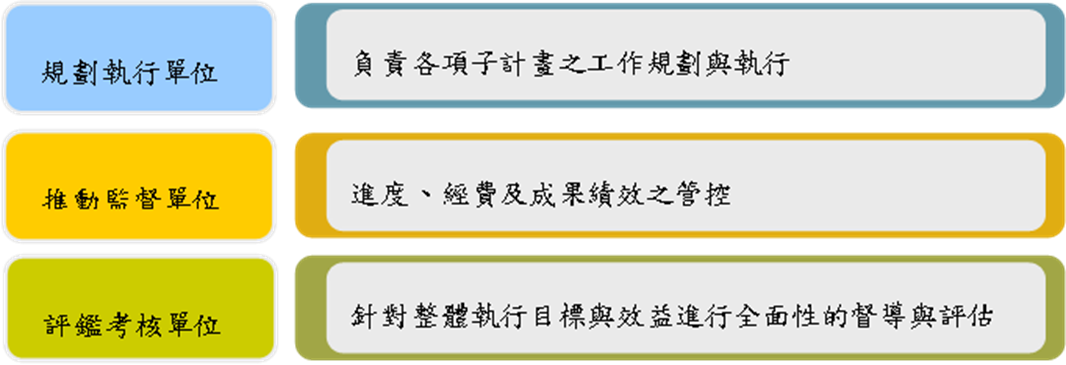 規劃執行單位
負責各項子計畫之工作規劃與執行
推動監督單位
進度、經費及成果績效之管控
評鑑考核單位
針對整體執行目標與效益進行全面性的督導與評估